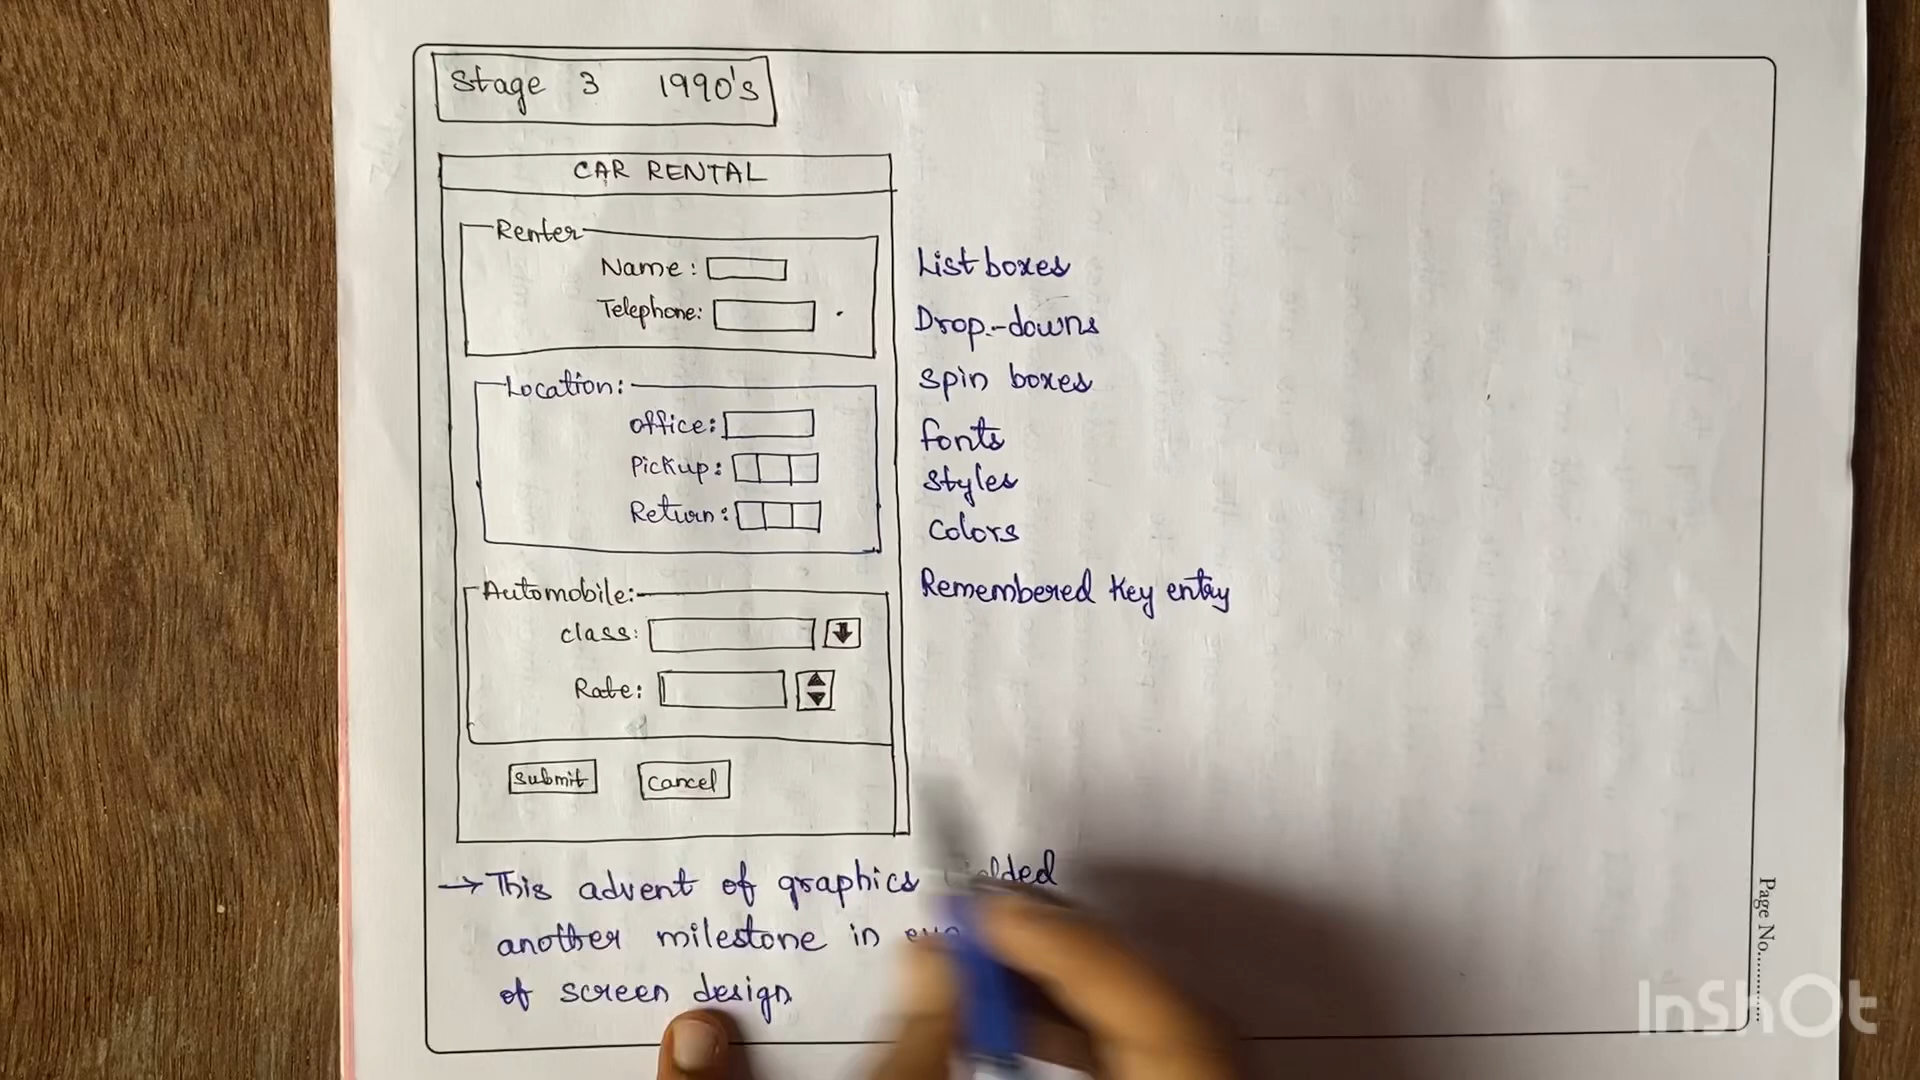 Stage 3 1990's
CAR RENTAL
Renter
Name:
Telephone:
Location:
office:
Pickup:
Return:
Automobile:
class:
Rate:
Submit Cancel
List boxes
Drop-downs
Spin boxes
fonts
Styles
Colors
Remembered Key entry
→ This advent of graphics
another milestone in
of screen design
Page No..............
InShOt